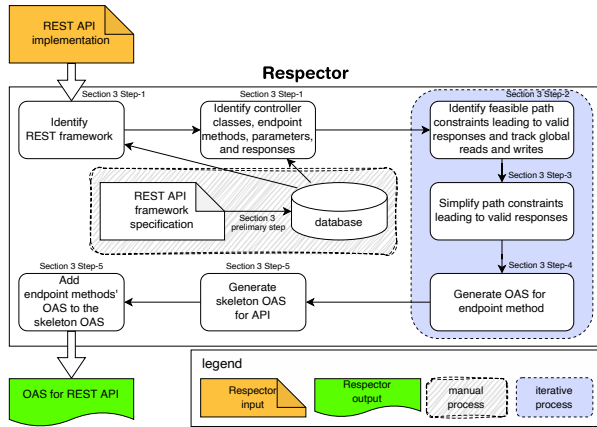 REST API
implementation
Respector
Section 3 Step-1
Identify
REST framework
Section 3 Step-1
Identify controller
classes, endpoint
methods, parameters,
and responses
Section 3 Step-2
Identify feasible path
constraints leading to valid
responses and track global
reads and writes
Section 3 Step-3
Simplify path constraints
leading to valid responses
REST API
framework
specification
Section 3
prelimary step
database
Section 3 Step-4
Generate OAS for
endpoint method
Section 3 Step-5
Generate
skeleton OAS
for API
Section 3 Step-5
Add
endpoint methods'
OAS to the
skeleton OAS
OAS for REST API
legend
Respector
input
Respector
output
manual
process
iterative
process